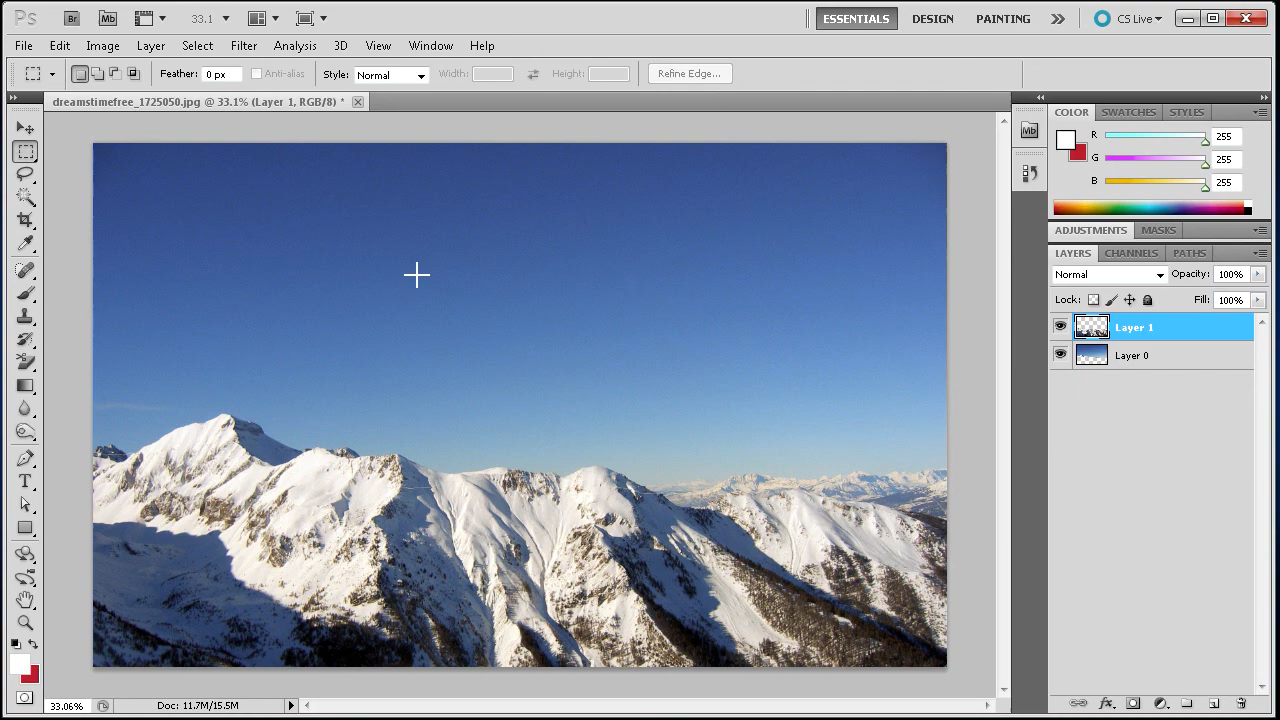 Ps Br Mb 33.1 ESSENTIALS DESIGN PAINTING CS Live
File Edit Image Layer Select Filter Analysis 3D View Window Help
Feather: 0 px Anti-alias Style: Normal Width: Height: Refine Edge...
dreamstimefree_1725050.jpg @ 33.1% (Layer 1, RGB/8) *
Mb
COLOR SWATCHES STYLES
R 255
G 255
B 255
ADJUSTMENTS MASKS
LAYERS CHANNELS PATHS
Normal Opacity: 100%
Lock: Fill: 100%
Layer 1
Layer 0
T
33.06% Doc: 11.7M/15.5M
fx